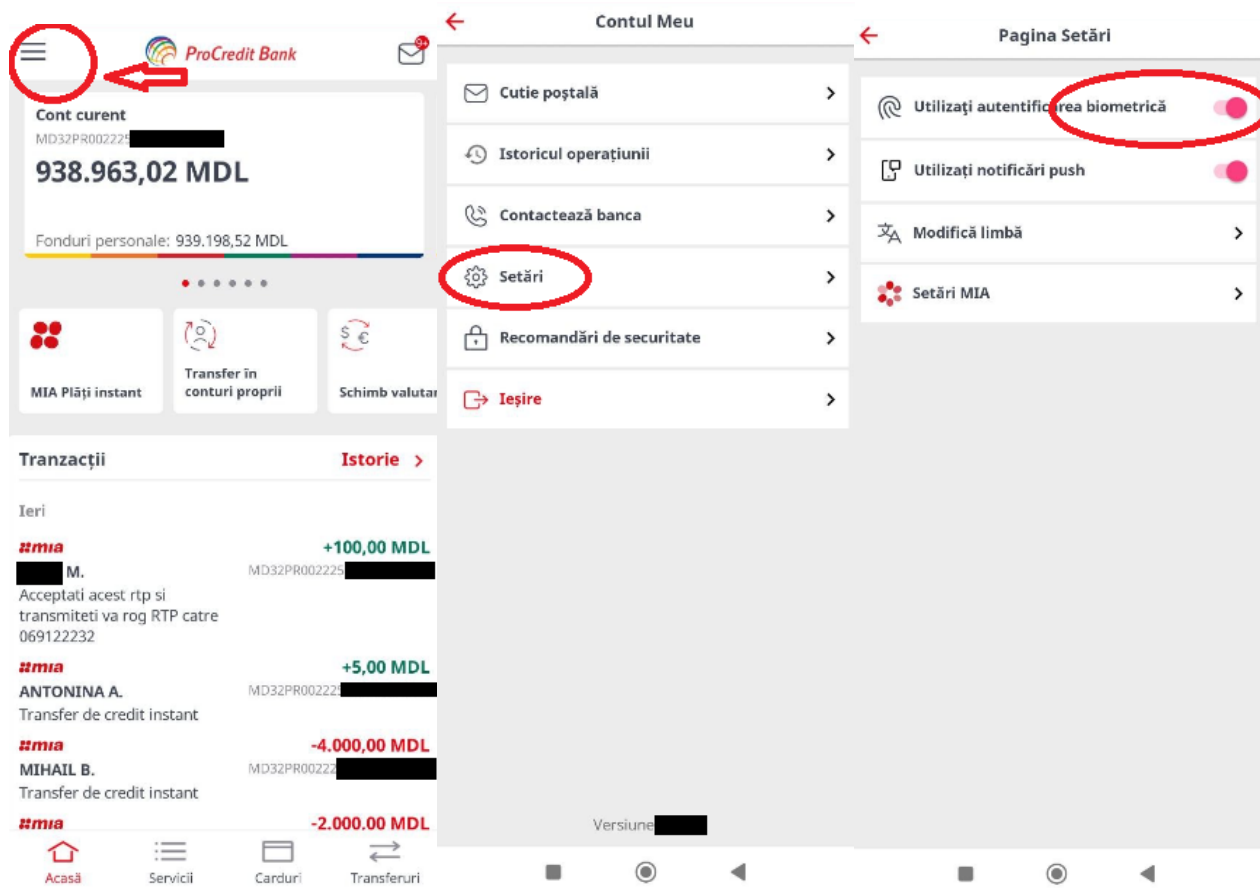 ProCredit Bank
9+
Cont curent
MD32PR002225
938.963,02 MDL
Fonduri personale: 939.198,52 MDL
MIA Plăți instant
Transfer în
conturi proprii
Schimb valutar
Tranzacții
Istorie
Ieri
mia
+100,00 MDL
M.
MD32PR002225
Acceptati acest rtp si
transmiteti va rog RTP catre
069122232
mia
+5,00 MDL
ANTONINA A.
MD32PR002225
Transfer de credit instant
mia
-4.000,00 MDL
MIHAIL B.
MD32PR00222
Transfer de credit instant
mia
-2.000,00 MDL
Acasă
Servicii
Carduri
Transferuri
Contul Meu
Cutie poștală
Istoricul operațiunii
Contactează banca
Setări
Recomandări de securitate
Ieșire
Versiune
Pagina Setări
Utilizați autentificarea biometrică
Utilizați notificări push
Modifică limbă
Setări MIA